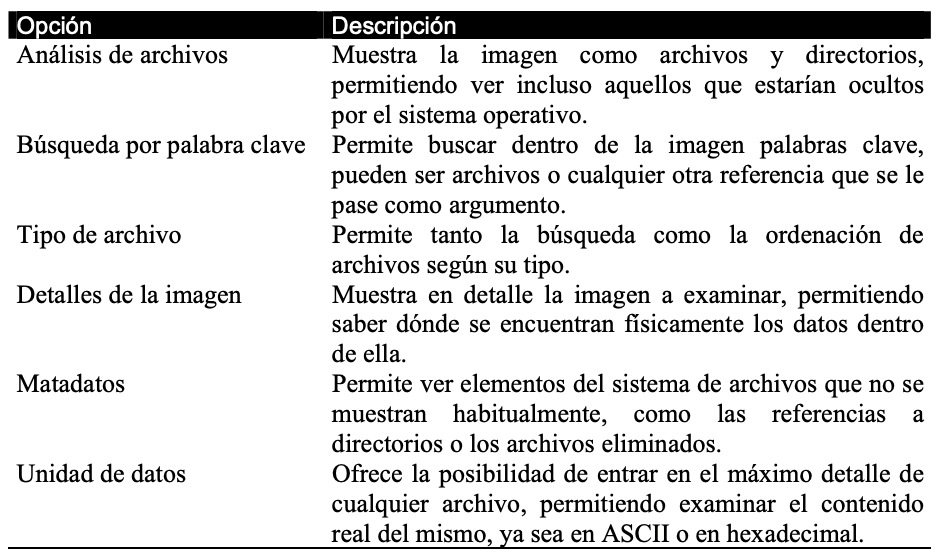 Opción Descripción
Análisis de archivos Muestra la imagen como archivos y directorios,
permitiendo ver incluso aquellos que estarían ocultos
por el sistema operativo.
Búsqueda por palabra clave Permite buscar dentro de la imagen palabras clave,
pueden ser archivos o cualquier otra referencia que se le
pase como argumento.
Tipo de archivo Permite tanto la búsqueda como la ordenación de
archivos según su tipo.
Detalles de la imagen Muestra en detalle la imagen a examinar, permitiendo
saber dónde se encuentran físicamente los datos dentro
de ella.
Matadatos Permite ver elementos del sistema de archivos que no se
muestran habitualmente, como las referencias a
directorios o los archivos eliminados.
Unidad de datos Ofrece la posibilidad de entrar en el máximo detalle de
cualquier archivo, permitiendo examinar el contenido
real del mismo, ya sea en ASCII o en hexadecimal.